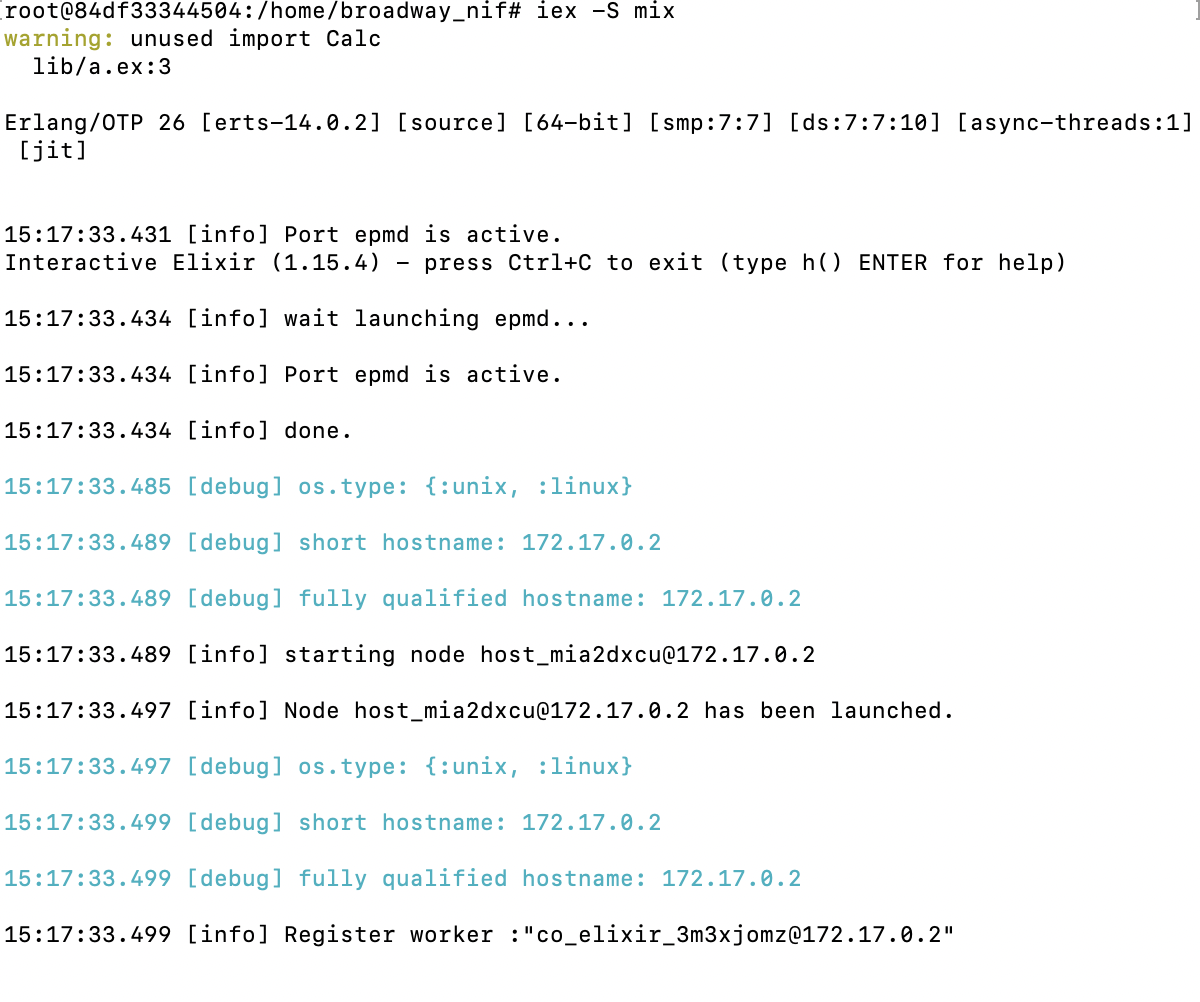 [root@84df33344504:/home/broadway_nif# iex -S mix ]
warning: unused import Calc
  lib/a.ex:3
Erlang/OTP 26 [erts-14.0.2] [source] [64-bit] [smp:7:7] [ds:7:7:10] [async-threads:1]
 [jit]
15:17:33.431 [info] Port epmd is active.
Interactive Elixir (1.15.4) - press Ctrl+C to exit (type h() ENTER for help)
15:17:33.434 [info] wait launching epmd...
15:17:33.434 [info] Port epmd is active.
15:17:33.434 [info] done.
15:17:33.485 [debug] os.type: {:unix, :linux}
15:17:33.489 [debug] short hostname: 172.17.0.2
15:17:33.489 [debug] fully qualified hostname: 172.17.0.2
15:17:33.489 [info] starting node host_mia2dxcu@172.17.0.2
15:17:33.497 [info] Node host_mia2dxcu@172.17.0.2 has been launched.
15:17:33.497 [debug] os.type: {:unix, :linux}
15:17:33.499 [debug] short hostname: 172.17.0.2
15:17:33.499 [debug] fully qualified hostname: 172.17.0.2
15:17:33.499 [info] Register worker :"co_elixir_3m3xjomz@172.17.0.2"